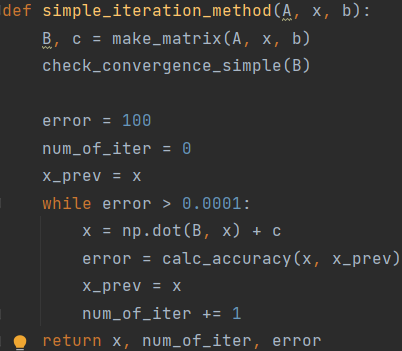 def simple_iteration_method(A, x, b):
    B, c = make_matrix(A, x, b)
    check_convergence_simple(B)

    error = 100
    num_of_iter = 0
    x_prev = x
    while error > 0.0001:
        x = np.dot(B, x) + c
        error = calc_accuracy(x, x_prev)
        x_prev = x
        num_of_iter += 1
    return x, num_of_iter, error